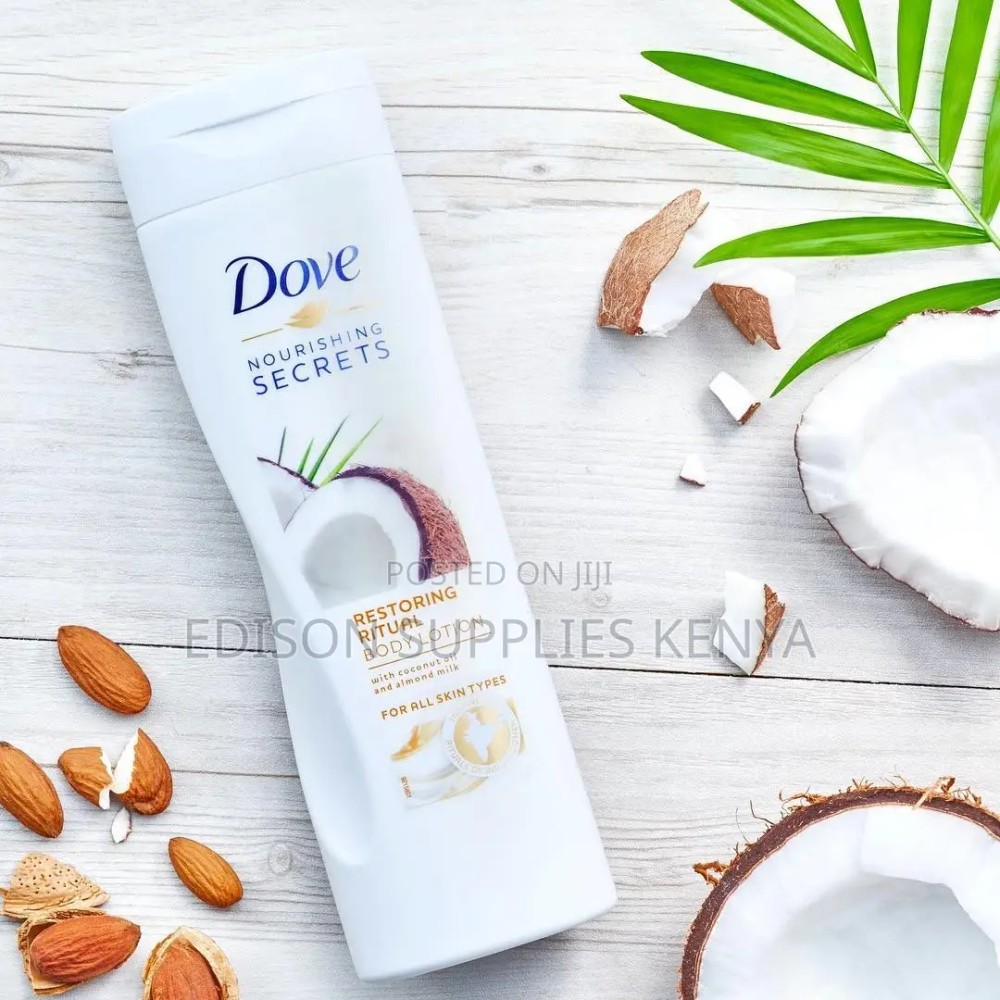 Dove
NOURISHING
SECRETS
POSTED ON JIJI
RESTORING
RITUAL
EDISON SUPPLIES KENYA
BODY LOTION
with coconut oil
and almond milk
FOR ALL SKIN TYPES